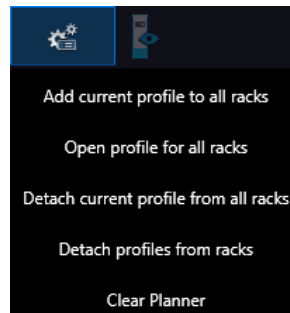 Add current profile to all racks
Open profile for all racks
Detach current profile from all racks
Detach profiles from racks
Clear Planner